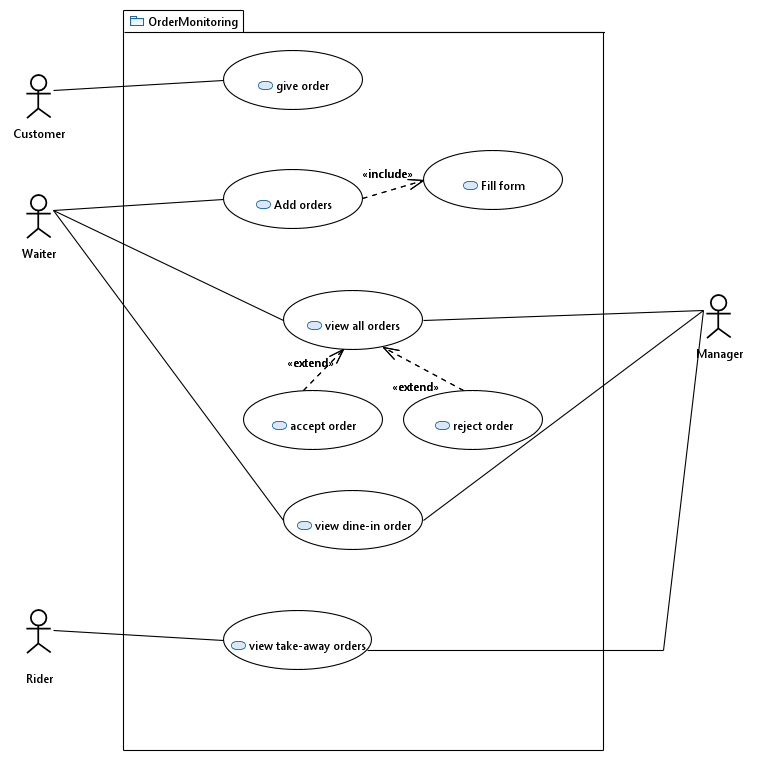 OrderMonitoring
give order
Customer
«include»
Fill form
Add orders
Waiter
view all orders
Manager
«extend»
«extend»
accept order
reject order
view dine-in order
view take-away orders
Rider